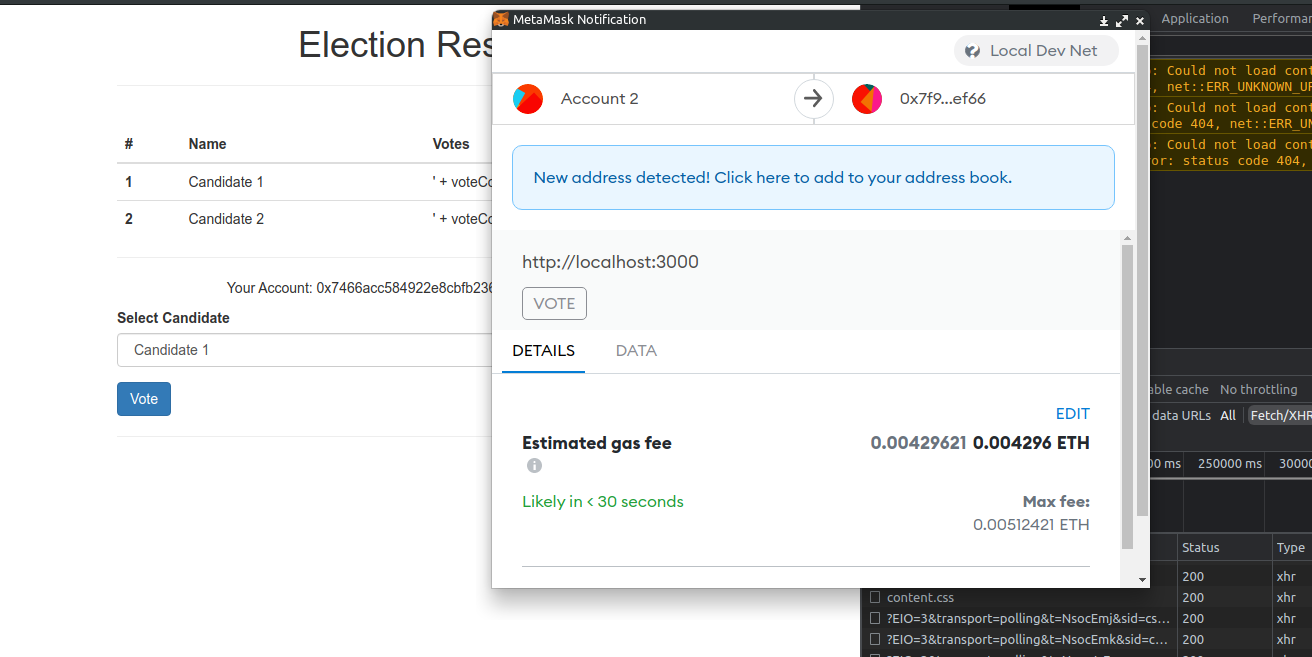 MetaMask Notification
Application Performa
Election Res
Local Dev Net
: Could not load cont
, net::ERR_UNKNOWN_UR
: Could not load cont
code 404, net::ERR_UN
: Could not load cont
or: status code 404,
Account 2
0x7f9...ef66
# Name Votes
1 Candidate 1 ' + voteCo
2 Candidate 2 ' + voteCo
New address detected! Click here to add to your address book.
http://localhost:3000
VOTE
Your Account: 0x7466acc584922e8cbfb236
Select Candidate
Candidate 1
Vote
DETAILS DATA
EDIT
Estimated gas fee 0.00429621 0.004296 ETH
Likely in < 30 seconds Max fee:
0.00512421 ETH
able cache No throttling
data URLs All Fetch/XHR
00 ms 250000 ms 30000
Status Type
200 xhr
content.css 200 xhr
?EIO=3&transport=polling&t=NsocEmj&sid=cs... 200 xhr
?EIO=3&transport=polling&t=NsocEmk&sid=c... 200 xhr